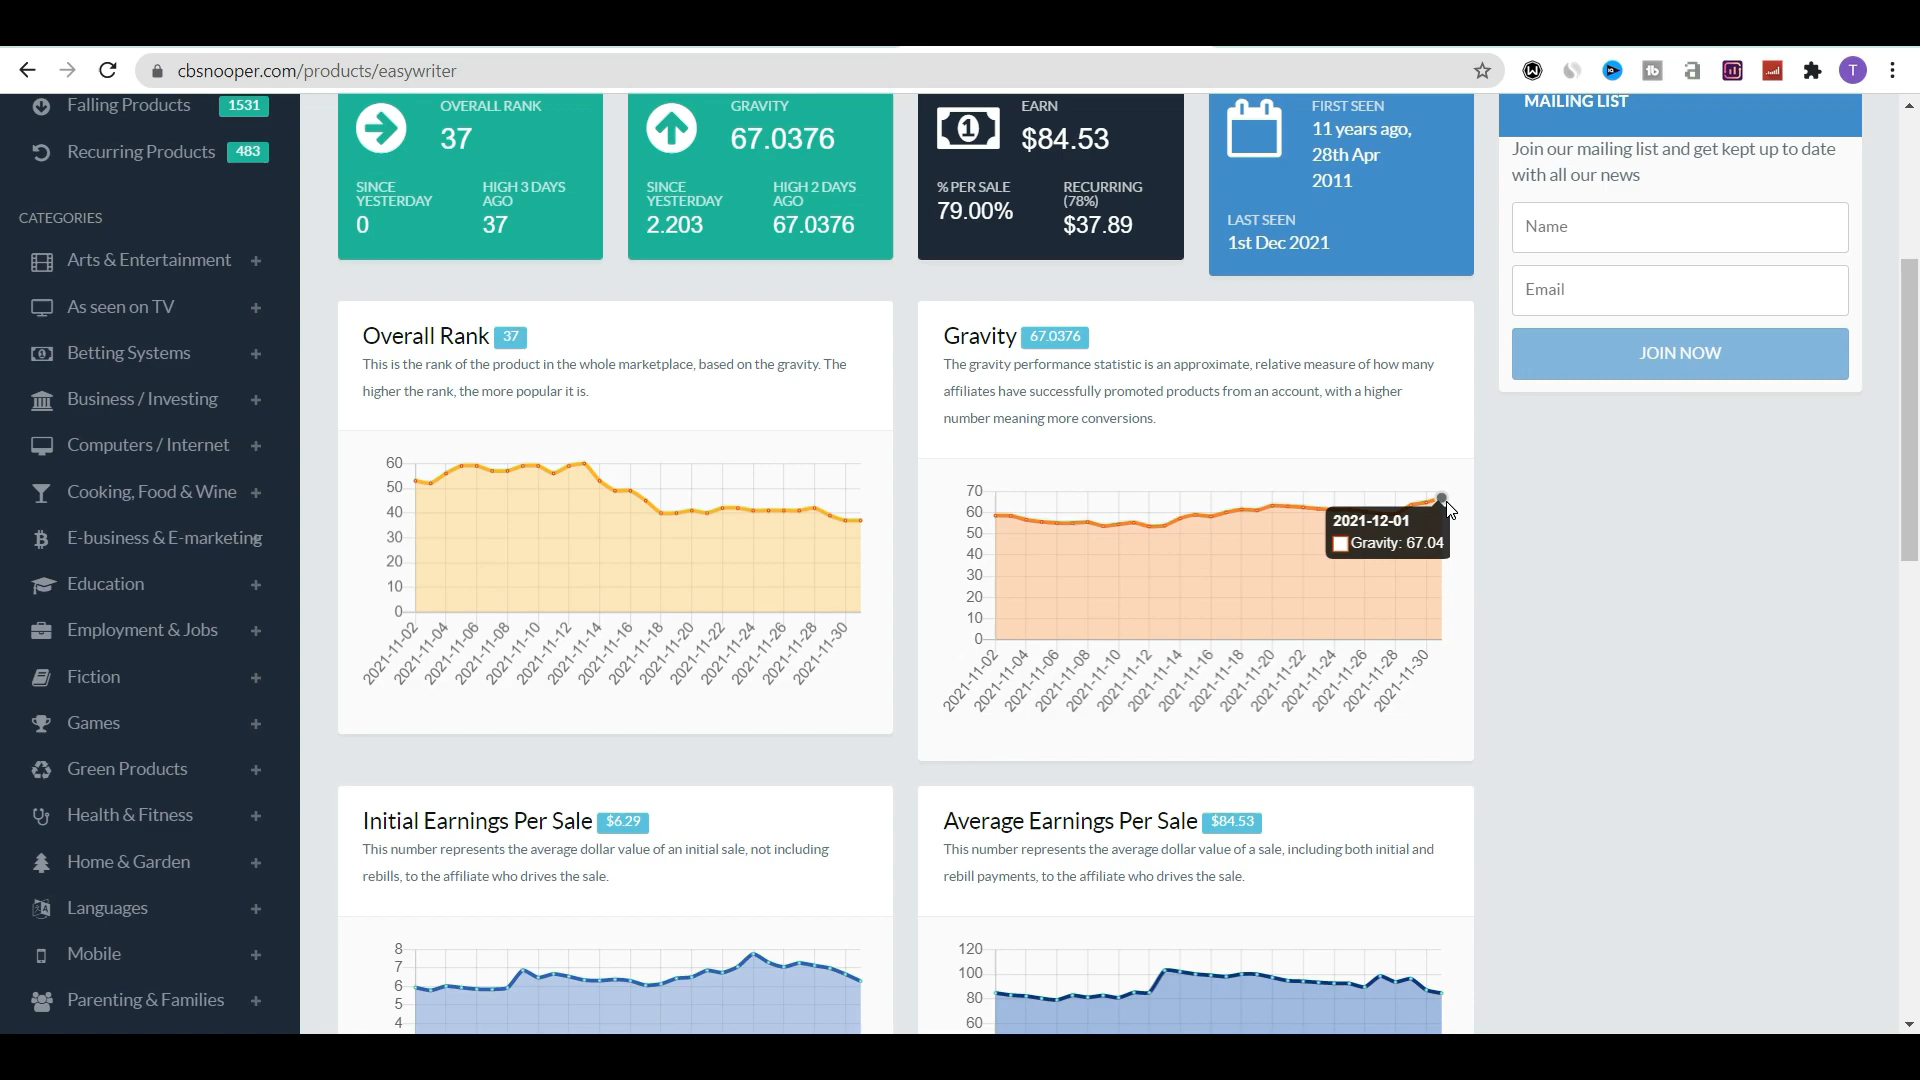 cbsnooper.com/products/easywriter
T
Falling Products 1531
Recurring Products 483
CATEGORIES
Arts & Entertainment +
As seen on TV +
Betting Systems +
Business / Investing +
Computers / Internet +
Cooking, Food & Wine +
E-business & E-marketing
Education +
Employment & Jobs +
Fiction +
Games +
Green Products +
Health & Fitness +
Home & Garden +
Languages +
Mobile +
Parenting & Families +
OVERALL RANK
37
SINCE
YESTERDAY
0
HIGH 3 DAYS
AGO
37
GRAVITY
67.0376
SINCE
YESTERDAY
2.203
HIGH 2 DAYS
AGO
67.0376
EARN
$84.53
% PER SALE
79.00%
RECURRING
(78%)
$37.89
FIRST SEEN
11 years ago,
28th Apr
2011
LAST SEEN
1st Dec 2021
MAILING LIST
Join our mailing list and get kept up to date
with all our news
Name
Email
JOIN NOW
Overall Rank 37
This is the rank of the product in the whole marketplace, based on the gravity. The
higher the rank, the more popular it is.
60
50
40
30
20
10
0
2021-11-02
2021-11-04
2021-11-06
2021-11-08
2021-11-10
2021-11-12
2021-11-14
2021-11-16
2021-11-18
2021-11-20
2021-11-22
2021-11-24
2021-11-26
2021-11-28
2021-11-30
Gravity 67.0376
The gravity performance statistic is an approximate, relative measure of how many
affiliates have successfully promoted products from an account, with a higher
number meaning more conversions.
70
60
50
40
30
20
10
0
2021-12-01
Gravity: 67.04
2021-11-02
2021-11-04
2021-11-06
2021-11-08
2021-11-10
2021-11-12
2021-11-14
2021-11-16
2021-11-18
2021-11-20
2021-11-22
2021-11-24
2021-11-26
2021-11-28
2021-11-30
Initial Earnings Per Sale $6.29
This number represents the average dollar value of an initial sale, not including
rebills, to the affiliate who drives the sale.
8
7
6
5
4
Average Earnings Per Sale $84.53
This number represents the average dollar value of a sale, including both initial and
rebill payments, to the affiliate who drives the sale.
120
100
80
60